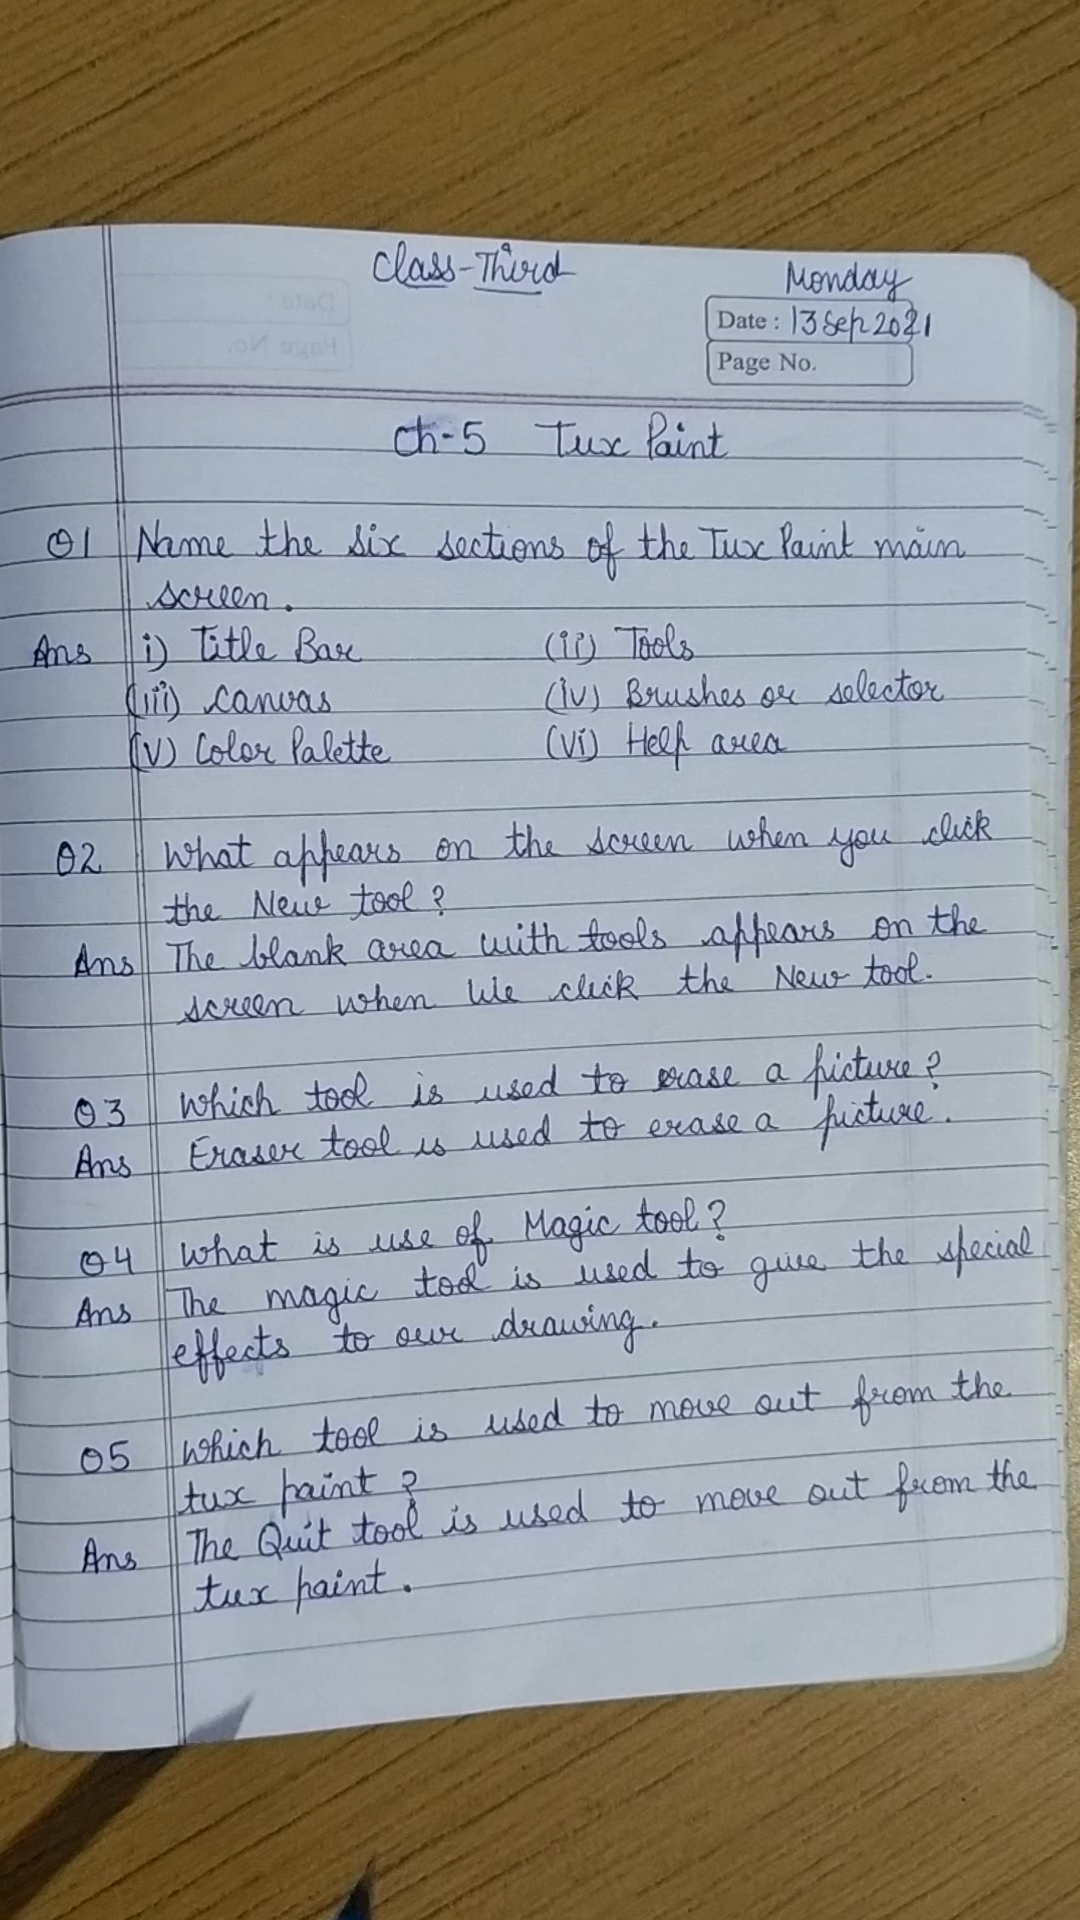 Class-Third
Monday
Date : 13 Sep 2021
Page No.
Ch-5 Tux Paint
Q1 Name the six sections of the Tux Paint main
screen.
Ans i) Title Bar (ii) Tools
(iii) Canvas (iv) Brushes or selector
(v) Color Palette (vi) Help area
Q2 What appears on the screen when you click
the New tool?
Ans The blank area with tools appears on the
screen when we click the New tool.
Q3 Which tool is used to erase a picture?
Ans Eraser tool is used to erase a picture.
Q4 What is use of Magic tool?
Ans The magic tool is used to give the special
effects to our drawing.
Q5 Which tool is used to move out from the
tux paint?
Ans The Quit tool is used to move out from the
tux paint.